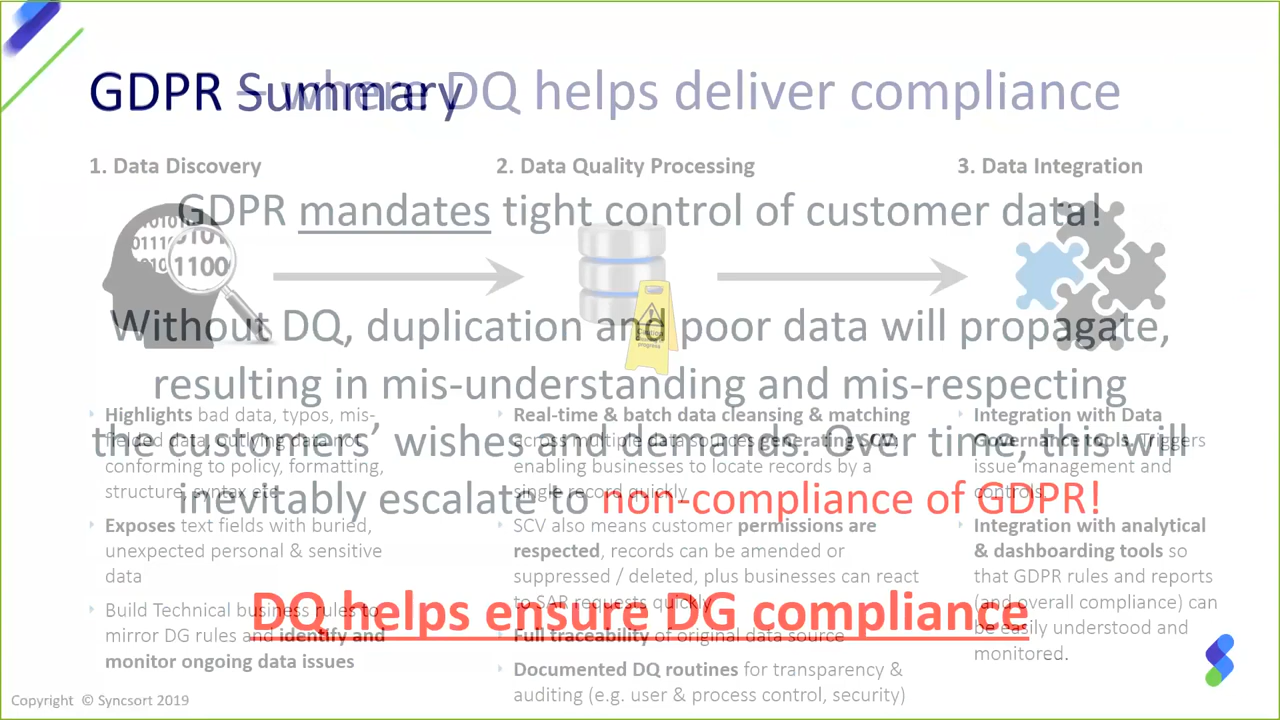 GDPR Summary
GDPR – where DQ helps deliver compliance
1. Data Discovery
2. Data Quality Processing
3. Data Integration
GDPR mandates tight control of customer data!
Without DQ, duplication and poor data will propagate,
resulting in mis-understanding and mis-respecting
the customers’ wishes and demands. Over time, this will
inevitably escalate to non-compliance of GDPR!
DQ helps ensure DG compliance
Highlights bad data, typos, mis-
fielded data, outlying data not
conforming to policy, formatting,
structure, syntax etc
Exposes text fields with buried,
unexpected personal & sensitive
data
Build Technical business rules to
mirror DG rules and identify and
monitor ongoing data issues
Real-time & batch data cleansing & matching
across multiple data sources generating SCV,
enabling businesses to locate records by a
single record quickly
SCV also means customer permissions are
respected, records can be amended or
suppressed / deleted, plus businesses can react
to SAR requests quickly
Full traceability of original data source
Documented DQ routines for transparency &
auditing (e.g. user & process control, security)
Integration with Data
Governance tools. Triggers
issue management and
controls.
Integration with analytical
& dashboarding tools so
that GDPR rules and reports
(and overall compliance) can
be easily understood and
monitored.
Copyright © Syncsort 2019